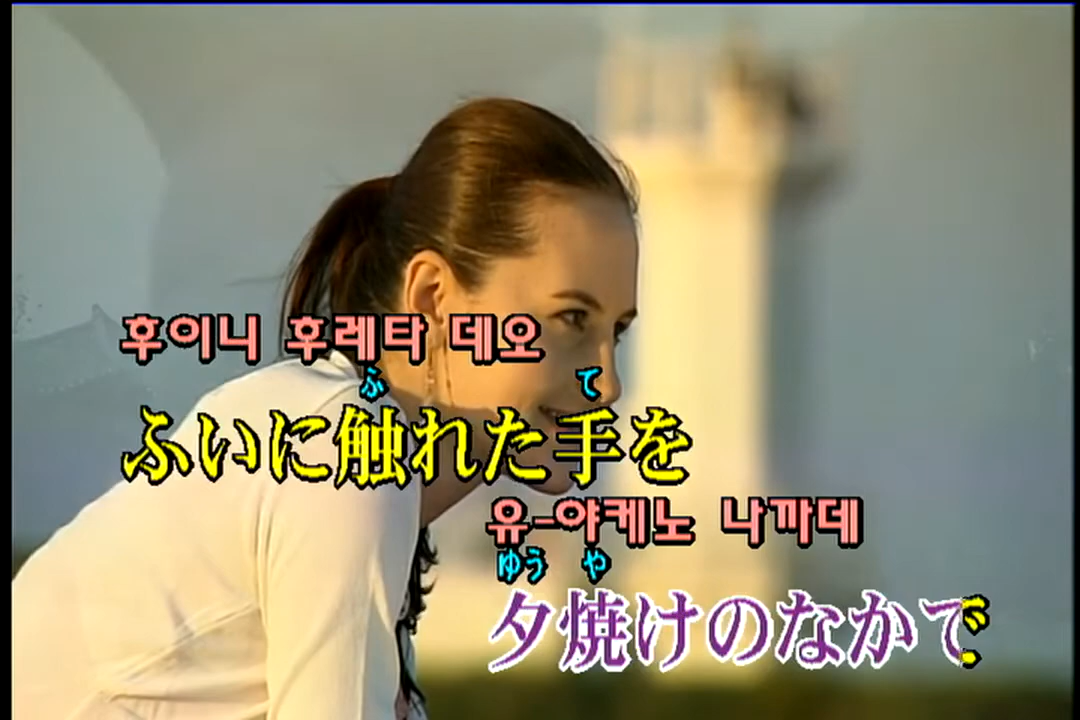 후이니 후레타 데오
ふ て
ふいに触れた手を
유-야케노 나까데
ゆう や
夕焼けのなかで